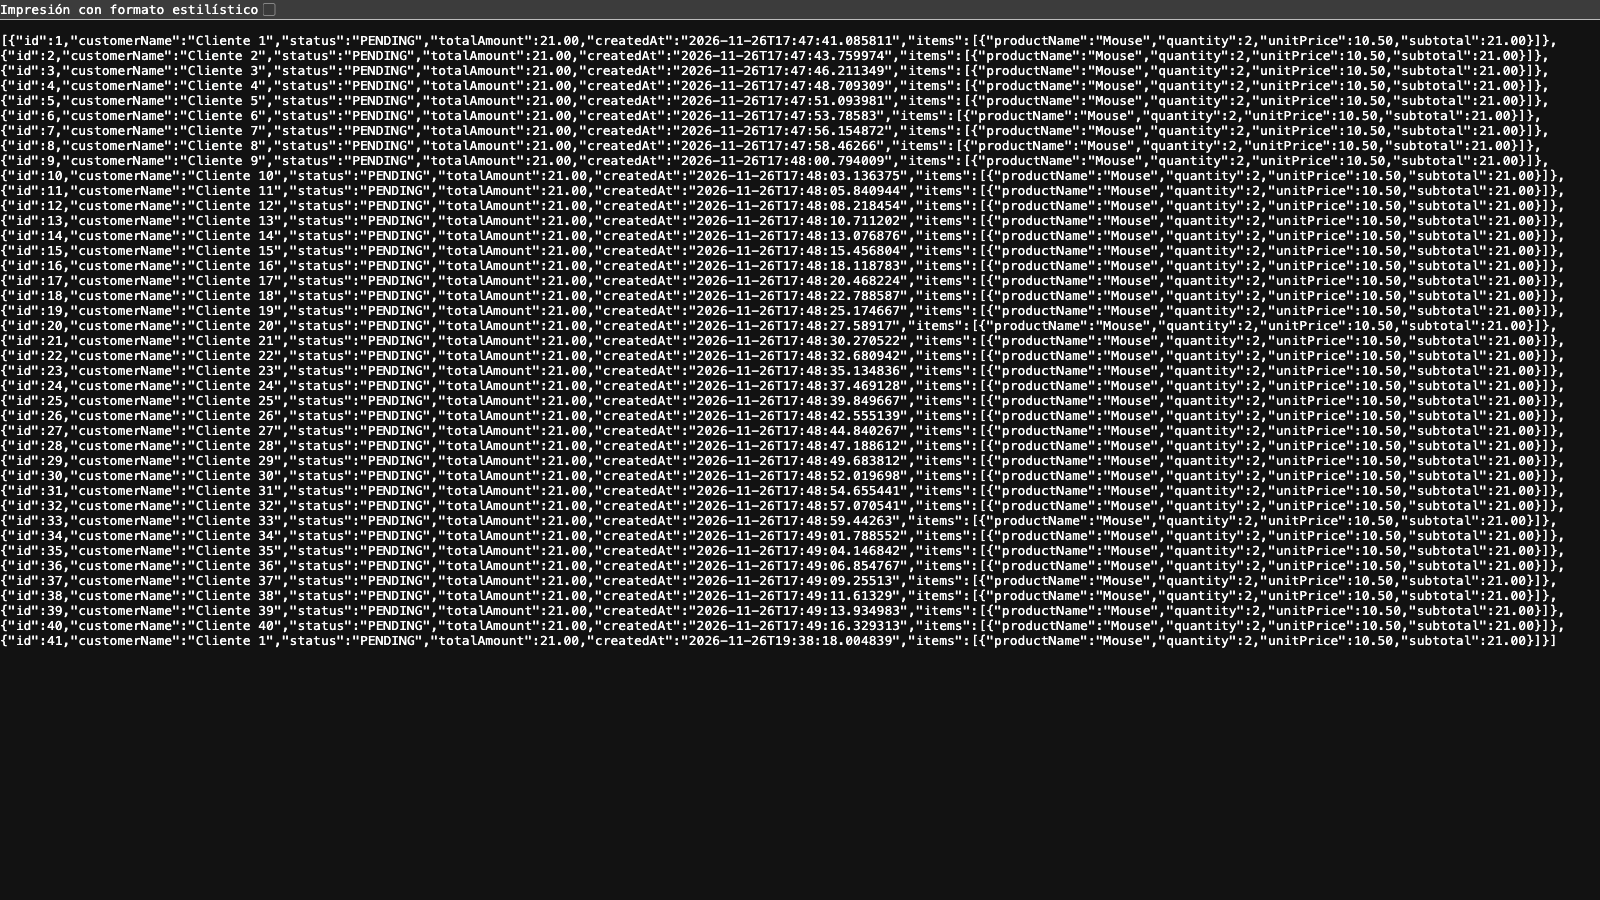 Impresión con formato estilístico
[{"id":1,"customerName":"Cliente 1","status":"PENDING","totalAmount":21.00,"createdAt":"2026-11-26T17:47:41.085811","items":[{"productName":"Mouse","quantity":2,"unitPrice":10.50,"subtotal":21.00}]},
{"id":2,"customerName":"Cliente 2","status":"PENDING","totalAmount":21.00,"createdAt":"2026-11-26T17:47:43.759974","items":[{"productName":"Mouse","quantity":2,"unitPrice":10.50,"subtotal":21.00}]},
{"id":3,"customerName":"Cliente 3","status":"PENDING","totalAmount":21.00,"createdAt":"2026-11-26T17:47:46.211349","items":[{"productName":"Mouse","quantity":2,"unitPrice":10.50,"subtotal":21.00}]},
{"id":4,"customerName":"Cliente 4","status":"PENDING","totalAmount":21.00,"createdAt":"2026-11-26T17:47:48.709309","items":[{"productName":"Mouse","quantity":2,"unitPrice":10.50,"subtotal":21.00}]},
{"id":5,"customerName":"Cliente 5","status":"PENDING","totalAmount":21.00,"createdAt":"2026-11-26T17:47:51.093981","items":[{"productName":"Mouse","quantity":2,"unitPrice":10.50,"subtotal":21.00}]},
{"id":6,"customerName":"Cliente 6","status":"PENDING","totalAmount":21.00,"createdAt":"2026-11-26T17:47:53.78583","items":[{"productName":"Mouse","quantity":2,"unitPrice":10.50,"subtotal":21.00}]},
{"id":7,"customerName":"Cliente 7","status":"PENDING","totalAmount":21.00,"createdAt":"2026-11-26T17:47:56.154872","items":[{"productName":"Mouse","quantity":2,"unitPrice":10.50,"subtotal":21.00}]},
{"id":8,"customerName":"Cliente 8","status":"PENDING","totalAmount":21.00,"createdAt":"2026-11-26T17:47:58.46266","items":[{"productName":"Mouse","quantity":2,"unitPrice":10.50,"subtotal":21.00}]},
{"id":9,"customerName":"Cliente 9","status":"PENDING","totalAmount":21.00,"createdAt":"2026-11-26T17:48:00.794009","items":[{"productName":"Mouse","quantity":2,"unitPrice":10.50,"subtotal":21.00}]},
{"id":10,"customerName":"Cliente 10","status":"PENDING","totalAmount":21.00,"createdAt":"2026-11-26T17:48:03.136375","items":[{"productName":"Mouse","quantity":2,"unitPrice":10.50,"subtotal":21.00}]},
{"id":11,"customerName":"Cliente 11","status":"PENDING","totalAmount":21.00,"createdAt":"2026-11-26T17:48:05.840944","items":[{"productName":"Mouse","quantity":2,"unitPrice":10.50,"subtotal":21.00}]},
{"id":12,"customerName":"Cliente 12","status":"PENDING","totalAmount":21.00,"createdAt":"2026-11-26T17:48:08.218454","items":[{"productName":"Mouse","quantity":2,"unitPrice":10.50,"subtotal":21.00}]},
{"id":13,"customerName":"Cliente 13","status":"PENDING","totalAmount":21.00,"createdAt":"2026-11-26T17:48:10.711202","items":[{"productName":"Mouse","quantity":2,"unitPrice":10.50,"subtotal":21.00}]},
{"id":14,"customerName":"Cliente 14","status":"PENDING","totalAmount":21.00,"createdAt":"2026-11-26T17:48:13.076876","items":[{"productName":"Mouse","quantity":2,"unitPrice":10.50,"subtotal":21.00}]},
{"id":15,"customerName":"Cliente 15","status":"PENDING","totalAmount":21.00,"createdAt":"2026-11-26T17:48:15.456804","items":[{"productName":"Mouse","quantity":2,"unitPrice":10.50,"subtotal":21.00}]},
{"id":16,"customerName":"Cliente 16","status":"PENDING","totalAmount":21.00,"createdAt":"2026-11-26T17:48:18.118783","items":[{"productName":"Mouse","quantity":2,"unitPrice":10.50,"subtotal":21.00}]},
{"id":17,"customerName":"Cliente 17","status":"PENDING","totalAmount":21.00,"createdAt":"2026-11-26T17:48:20.468224","items":[{"productName":"Mouse","quantity":2,"unitPrice":10.50,"subtotal":21.00}]},
{"id":18,"customerName":"Cliente 18","status":"PENDING","totalAmount":21.00,"createdAt":"2026-11-26T17:48:22.788587","items":[{"productName":"Mouse","quantity":2,"unitPrice":10.50,"subtotal":21.00}]},
{"id":19,"customerName":"Cliente 19","status":"PENDING","totalAmount":21.00,"createdAt":"2026-11-26T17:48:25.174667","items":[{"productName":"Mouse","quantity":2,"unitPrice":10.50,"subtotal":21.00}]},
{"id":20,"customerName":"Cliente 20","status":"PENDING","totalAmount":21.00,"createdAt":"2026-11-26T17:48:27.58917","items":[{"productName":"Mouse","quantity":2,"unitPrice":10.50,"subtotal":21.00}]},
{"id":21,"customerName":"Cliente 21","status":"PENDING","totalAmount":21.00,"createdAt":"2026-11-26T17:48:30.270522","items":[{"productName":"Mouse","quantity":2,"unitPrice":10.50,"subtotal":21.00}]},
{"id":22,"customerName":"Cliente 22","status":"PENDING","totalAmount":21.00,"createdAt":"2026-11-26T17:48:32.680942","items":[{"productName":"Mouse","quantity":2,"unitPrice":10.50,"subtotal":21.00}]},
{"id":23,"customerName":"Cliente 23","status":"PENDING","totalAmount":21.00,"createdAt":"2026-11-26T17:48:35.134836","items":[{"productName":"Mouse","quantity":2,"unitPrice":10.50,"subtotal":21.00}]},
{"id":24,"customerName":"Cliente 24","status":"PENDING","totalAmount":21.00,"createdAt":"2026-11-26T17:48:37.469128","items":[{"productName":"Mouse","quantity":2,"unitPrice":10.50,"subtotal":21.00}]},
{"id":25,"customerName":"Cliente 25","status":"PENDING","totalAmount":21.00,"createdAt":"2026-11-26T17:48:39.849667","items":[{"productName":"Mouse","quantity":2,"unitPrice":10.50,"subtotal":21.00}]},
{"id":26,"customerName":"Cliente 26","status":"PENDING","totalAmount":21.00,"createdAt":"2026-11-26T17:48:42.555139","items":[{"productName":"Mouse","quantity":2,"unitPrice":10.50,"subtotal":21.00}]},
{"id":27,"customerName":"Cliente 27","status":"PENDING","totalAmount":21.00,"createdAt":"2026-11-26T17:48:44.840267","items":[{"productName":"Mouse","quantity":2,"unitPrice":10.50,"subtotal":21.00}]},
{"id":28,"customerName":"Cliente 28","status":"PENDING","totalAmount":21.00,"createdAt":"2026-11-26T17:48:47.188612","items":[{"productName":"Mouse","quantity":2,"unitPrice":10.50,"subtotal":21.00}]},
{"id":29,"customerName":"Cliente 29","status":"PENDING","totalAmount":21.00,"createdAt":"2026-11-26T17:48:49.683812","items":[{"productName":"Mouse","quantity":2,"unitPrice":10.50,"subtotal":21.00}]},
{"id":30,"customerName":"Cliente 30","status":"PENDING","totalAmount":21.00,"createdAt":"2026-11-26T17:48:52.019698","items":[{"productName":"Mouse","quantity":2,"unitPrice":10.50,"subtotal":21.00}]},
{"id":31,"customerName":"Cliente 31","status":"PENDING","totalAmount":21.00,"createdAt":"2026-11-26T17:48:54.655441","items":[{"productName":"Mouse","quantity":2,"unitPrice":10.50,"subtotal":21.00}]},
{"id":32,"customerName":"Cliente 32","status":"PENDING","totalAmount":21.00,"createdAt":"2026-11-26T17:48:57.070541","items":[{"productName":"Mouse","quantity":2,"unitPrice":10.50,"subtotal":21.00}]},
{"id":33,"customerName":"Cliente 33","status":"PENDING","totalAmount":21.00,"createdAt":"2026-11-26T17:48:59.44263","items":[{"productName":"Mouse","quantity":2,"unitPrice":10.50,"subtotal":21.00}]},
{"id":34,"customerName":"Cliente 34","status":"PENDING","totalAmount":21.00,"createdAt":"2026-11-26T17:49:01.788552","items":[{"productName":"Mouse","quantity":2,"unitPrice":10.50,"subtotal":21.00}]},
{"id":35,"customerName":"Cliente 35","status":"PENDING","totalAmount":21.00,"createdAt":"2026-11-26T17:49:04.146842","items":[{"productName":"Mouse","quantity":2,"unitPrice":10.50,"subtotal":21.00}]},
{"id":36,"customerName":"Cliente 36","status":"PENDING","totalAmount":21.00,"createdAt":"2026-11-26T17:49:06.854767","items":[{"productName":"Mouse","quantity":2,"unitPrice":10.50,"subtotal":21.00}]},
{"id":37,"customerName":"Cliente 37","status":"PENDING","totalAmount":21.00,"createdAt":"2026-11-26T17:49:09.25513","items":[{"productName":"Mouse","quantity":2,"unitPrice":10.50,"subtotal":21.00}]},
{"id":38,"customerName":"Cliente 38","status":"PENDING","totalAmount":21.00,"createdAt":"2026-11-26T17:49:11.61329","items":[{"productName":"Mouse","quantity":2,"unitPrice":10.50,"subtotal":21.00}]},
{"id":39,"customerName":"Cliente 39","status":"PENDING","totalAmount":21.00,"createdAt":"2026-11-26T17:49:13.934983","items":[{"productName":"Mouse","quantity":2,"unitPrice":10.50,"subtotal":21.00}]},
{"id":40,"customerName":"Cliente 40","status":"PENDING","totalAmount":21.00,"createdAt":"2026-11-26T17:49:16.329313","items":[{"productName":"Mouse","quantity":2,"unitPrice":10.50,"subtotal":21.00}]},
{"id":41,"customerName":"Cliente 1","status":"PENDING","totalAmount":21.00,"createdAt":"2026-11-26T19:38:18.004839","items":[{"productName":"Mouse","quantity":2,"unitPrice":10.50,"subtotal":21.00}]}]